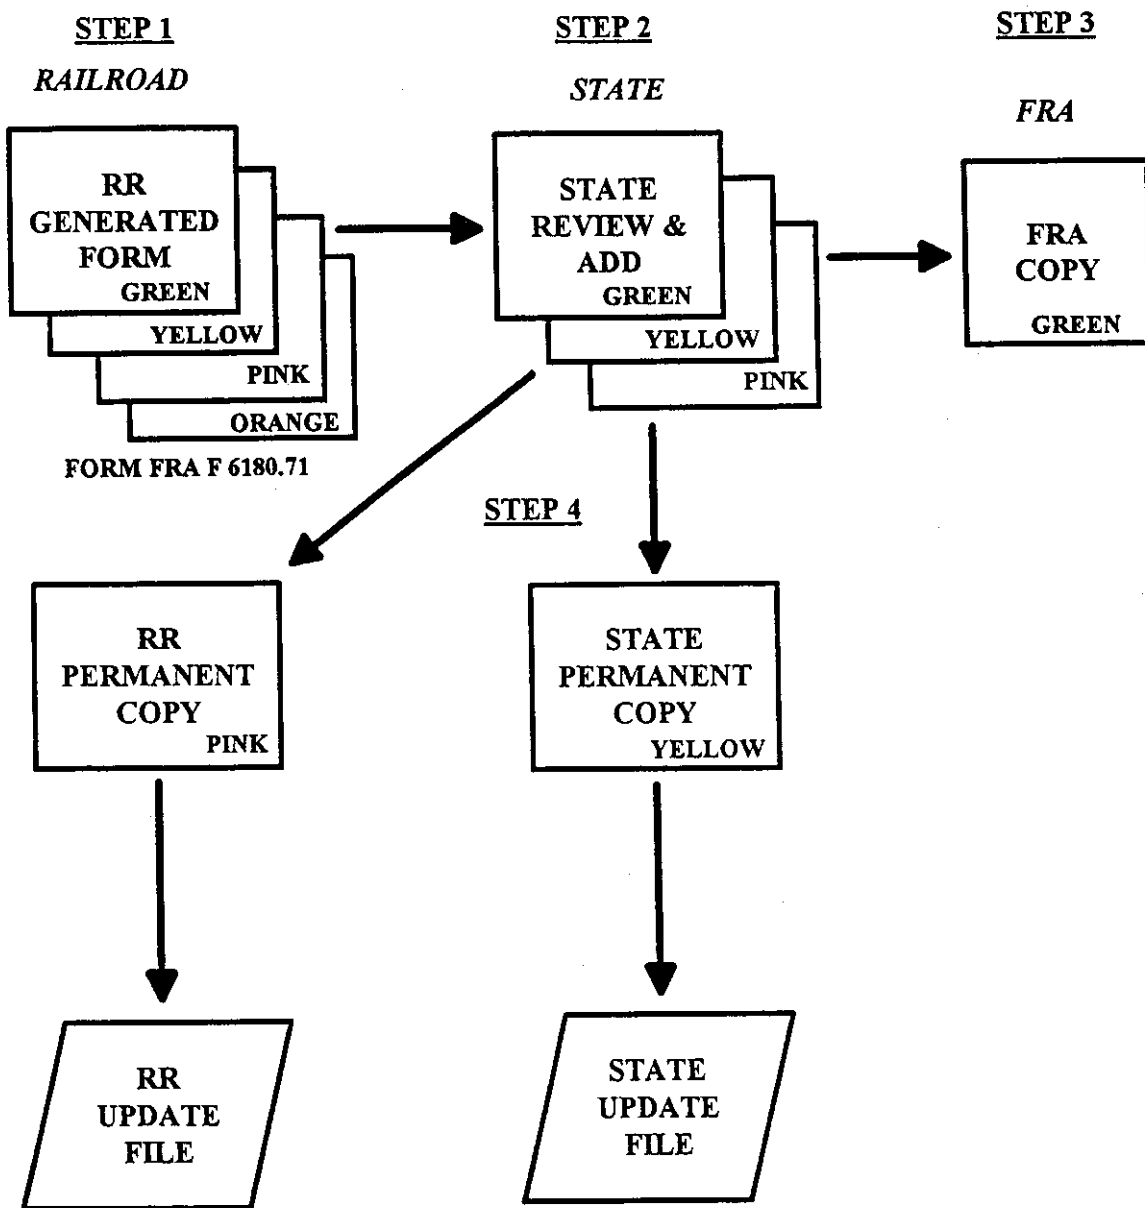 STEP 1
RAILROAD
RR
GENERATED
FORM
GREEN
YELLOW
PINK
ORANGE
FORM FRA F 6180.71
STEP 2
STATE
STATE
REVIEW &
ADD
GREEN
YELLOW
PINK
STEP 3
FRA
FRA
COPY
GREEN
STEP 4
RR
PERMANENT
COPY
PINK
STATE
PERMANENT
COPY
YELLOW
RR
UPDATE
FILE
STATE
UPDATE
FILE